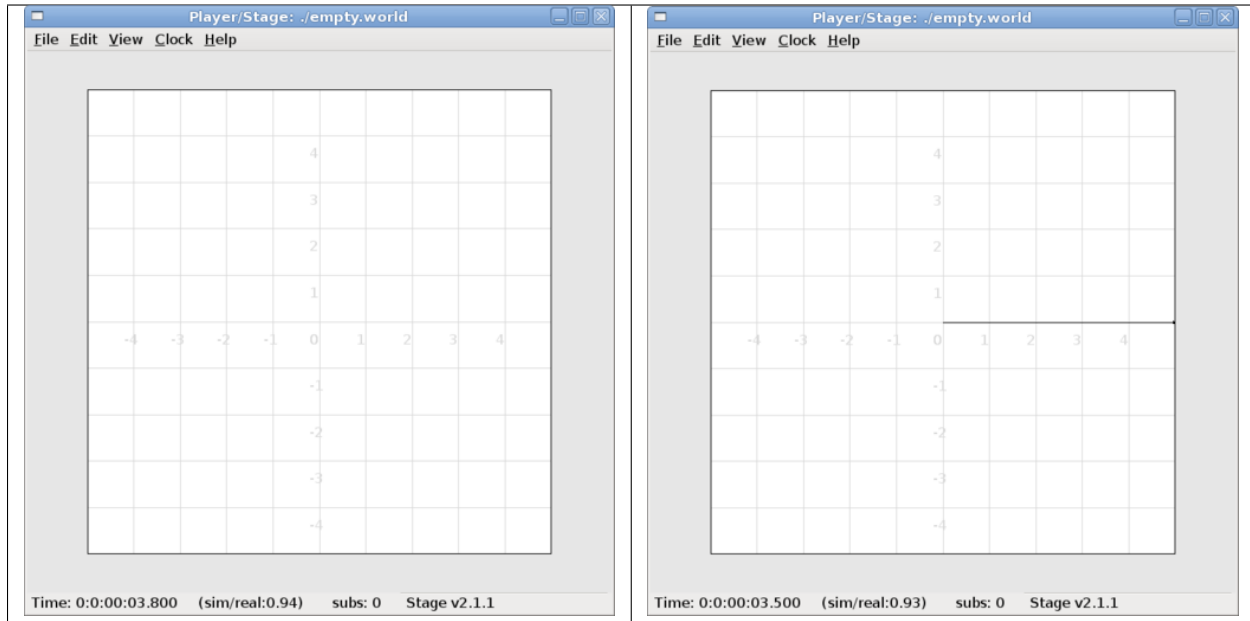 Player/Stage: ./empty.world
File Edit View Clock Help
4
3
2
1
-4 -3 -2 -1 0 1 2 3 4
-1
-2
-3
-4
Time: 0:0:00:03.800 (sim/real:0.94) subs: 0 Stage v2.1.1
Player/Stage: ./empty.world
File Edit View Clock Help
4
3
2
1
-4 -3 -2 -1 0 1 2 3 4
-1
-2
-3
-4
Time: 0:0:00:03.500 (sim/real:0.93) subs: 0 Stage v2.1.1